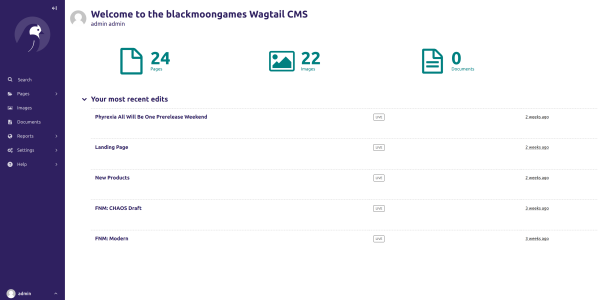 Welcome to the blackmoongames Wagtail CMS
admin admin
24
Pages
22
Images
0
Documents
Search
Pages
Images
Documents
Reports
Settings
Help
admin
Your most recent edits
Phyrexia All Will Be One Prerelease Weekend
LIVE
2 weeks ago
Landing Page
LIVE
2 weeks ago
New Products
LIVE
2 weeks ago
FNM: CHAOS Draft
LIVE
3 weeks ago
FNM: Modern
LIVE
3 weeks ago